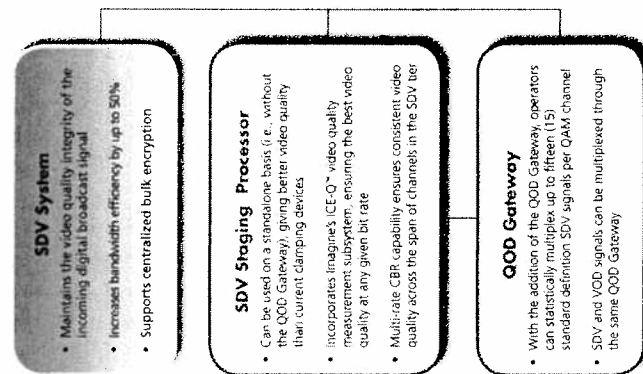 SDV System
• Maintains the video quality integrity of the
incoming digital broadcast signal
• Increases bandwidth efficiency by up to 50%
• Supports centralized bulk encryption
SDV Staging Processor
• Can be used on a standalone basis (i.e., without
the QOD Gateway), giving better video quality
than current clamping devices
• Incorporates Imagine's ICE-Q™ video quality
measurement subsystem, ensuring the best video
quality at any given bit rate
• Multi-rate CBR capability ensures consistent video
quality across the span of channels in the SDV tier
QOD Gateway
• With the addition of the QOD Gateway, operators
can statistically multiplex up to fifteen (15)
standard definition SDV signals per QAM channel
• SDV and VOD signals can be multiplexed through
the same QOD Gateway